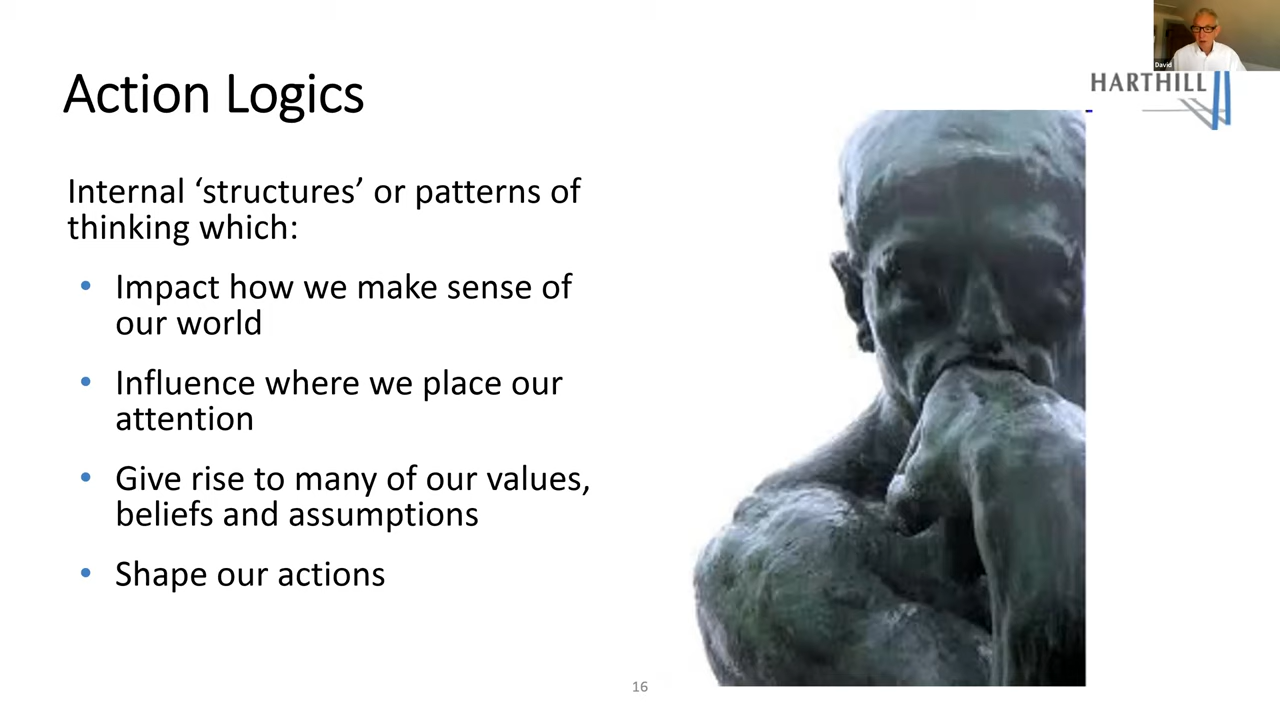 David
HARTHILL
Action Logics
Internal ‘structures’ or patterns of
thinking which:
• Impact how we make sense of
our world
• Influence where we place our
attention
• Give rise to many of our values,
beliefs and assumptions
• Shape our actions
16